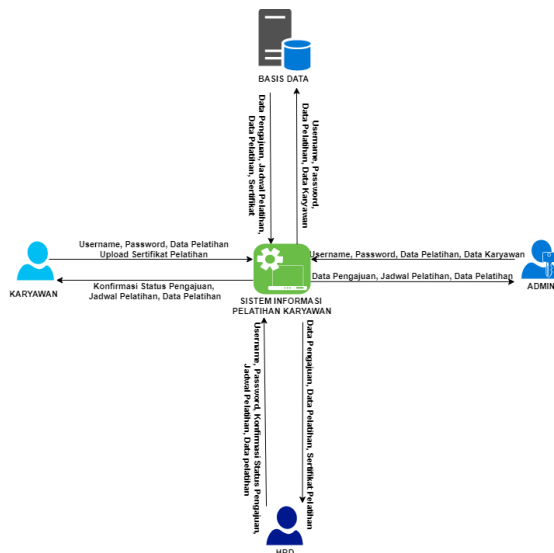 BASIS DATA
Data Pengajuan, Jadwal Pelatihan,
Data Pelatihan, Sertifikat
Username, Password,
Data Pelatihan, Data Karyawan
Username, Password, Data Pelatihan
Upload Sertifikat Pelatihan
KARYAWAN
Konfirmasi Status Pengajuan,
Jadwal Pelatihan, Data Pelatihan
Username, Password, Data Pelatihan, Data Karyawan
Data Pengajuan, Jadwal Pelatihan, Data Pelatihan
ADMIN
SISTEM INFORMASI
PELATIHAN KARYAWAN
Username, Password, Konfirmasi Status Pengajuan,
Jadwal Pelatihan, Data pelatihan
Data Pengajuan, Data Pelatihan, Sertifikat Pelatihan
HRD